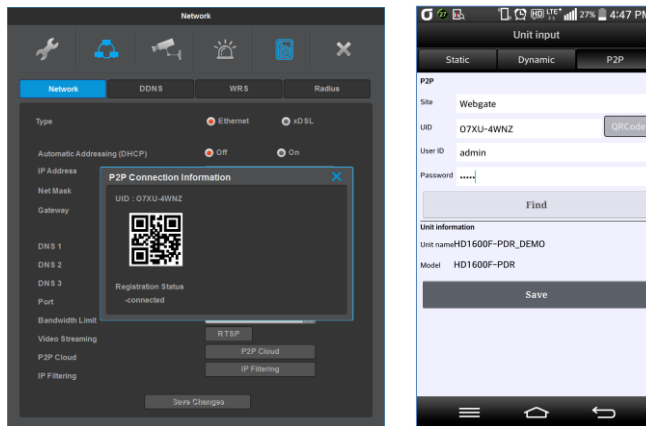 Network
Network DDNS WRS Radius
Type Ethernet xDSL
Automatic Addressing (DHCP) Off On
IP Address
Net Mask
Gateway
P2P Connection Information
UID : O7XU-4WNZ
Registration Status
-connected
DNS 1
DNS 2
DNS 3
Port
Bandwidth Limit
Video Streaming RTSP
P2P Cloud P2P Cloud
IP Filtering IP Filtering
Save Changes
HD LTE 27% 4:47 PM
Unit input
Static Dynamic P2P
P2P
Site Webgate
UID O7XU-4WNZ QRCode
User ID admin
Password •••••
Find
Unit information
Unit name HD1600F-PDR_DEMO
Model HD1600F-PDR
Save